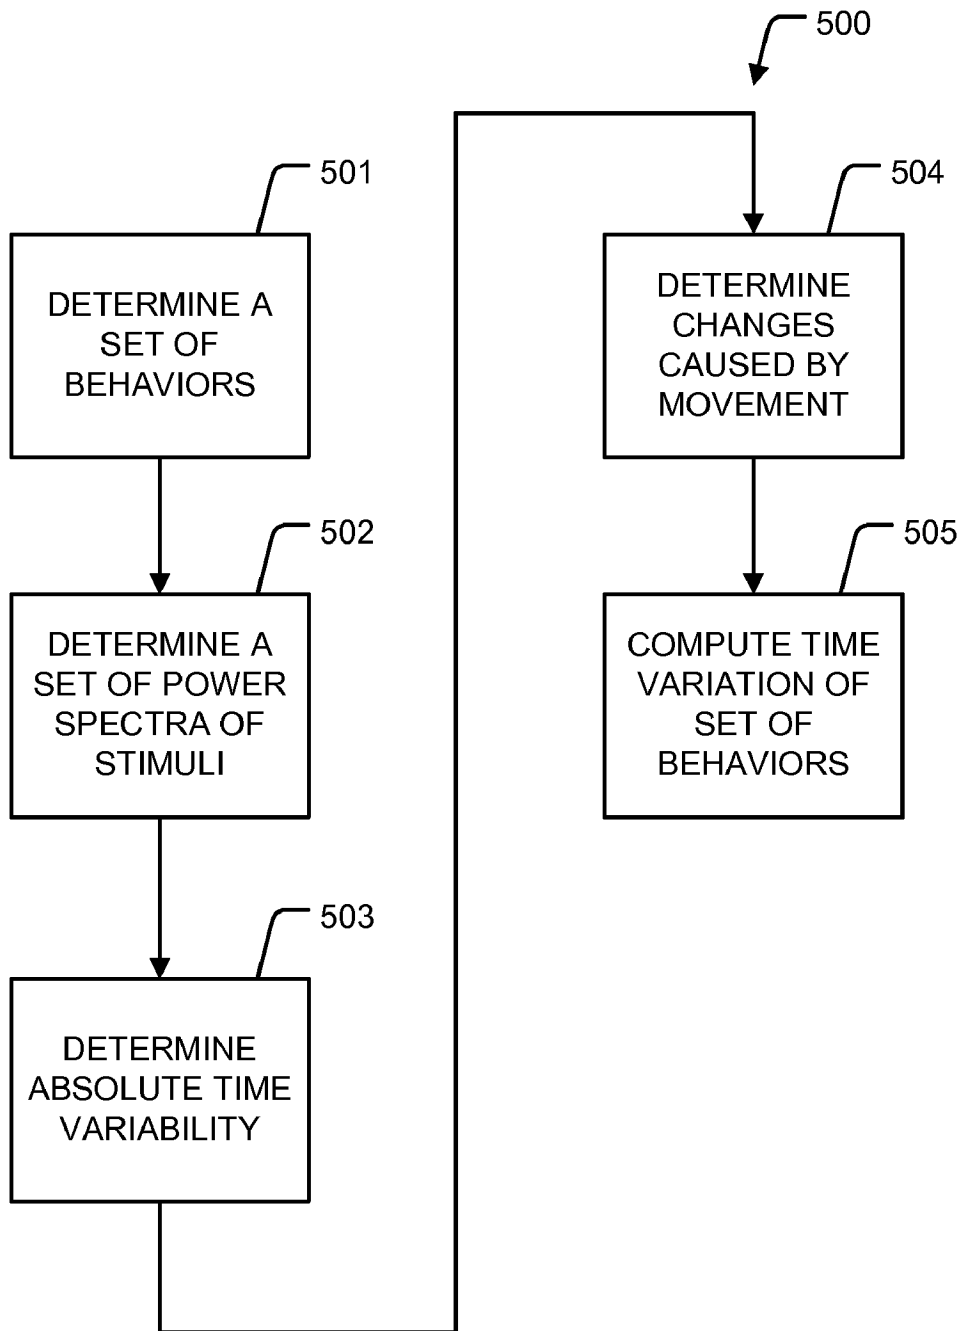 500
501
DETERMINE A
SET OF
BEHAVIORS
502
DETERMINE A
SET OF POWER
SPECTRA OF
STIMULI
503
DETERMINE
ABSOLUTE TIME
VARIABILITY
504
DETERMINE
CHANGES
CAUSED BY
MOVEMENT
505
COMPUTE TIME
VARIATION OF
SET OF
BEHAVIORS